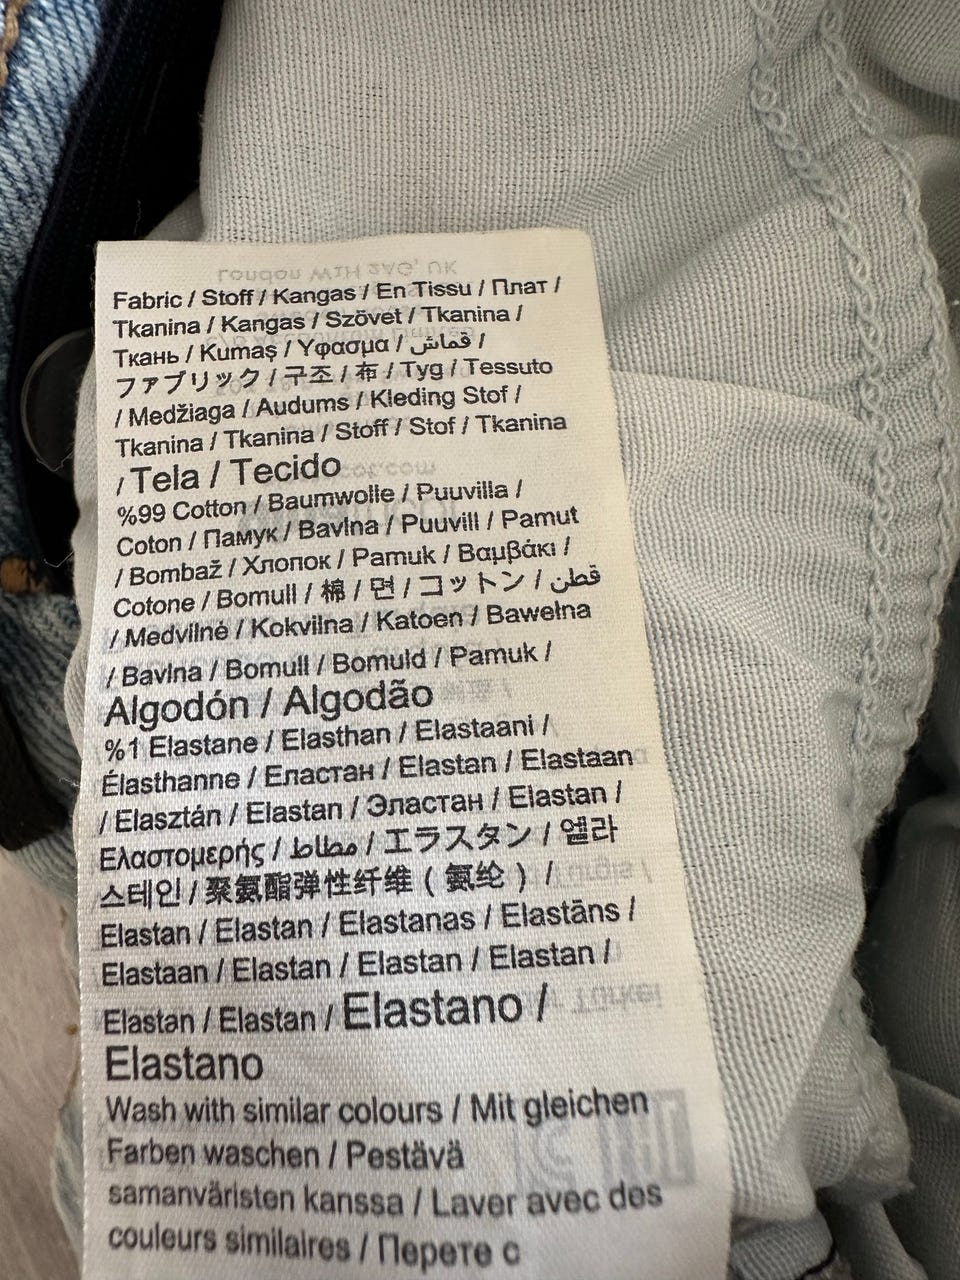 Fabric / Stoff / Kangas / En Tissu / Плат /
Tkanina / Kangas / Szövet / Tkanina /
Ткань / Kumaş / Υφασμα / قماش /
ファブリック / 구조 / 布 / Tyg / Tessuto
/ Medžiaga / Audums / Kleding Stof /
Tkanina / Tkanina / Stoff / Stof / Tkanina
/ Tela / Tecido
%99 Cotton / Baumwolle / Puuvilla /
Coton / Памук / Bavlna / Puuvill / Pamut
/ Bombaž / Хлопок / Pamuk / Βαμβάκι /
Cotone / Bomull / 棉 / 면 / コットン / قطن
/ Medvilnė / Kokvilna / Katoen / Bawełna
/ Bavlna / Bomull / Bomuld / Pamuk /
Algodón / Algodão
%1 Elastane / Elasthan / Elastaani /
Élasthanne / Еластан / Elastan / Elastaan
/ Elasztán / Elastan / Эластан / Elastan /
Ελαστομερής / مطاط / エラスタン / 엘라
스테인 / 聚氨酯弹性纤维 ( 氨纶 ) /
Elastan / Elastan / Elastanas / Elastāns /
Elastaan / Elastan / Elastan / Elastan /
Elastan / Elastan / Elastano /
Elastano
Wash with similar colours / Mit gleichen
Farben waschen / Pestävä
samanväristen kanssa / Laver avec des
couleurs similaires / Перете с